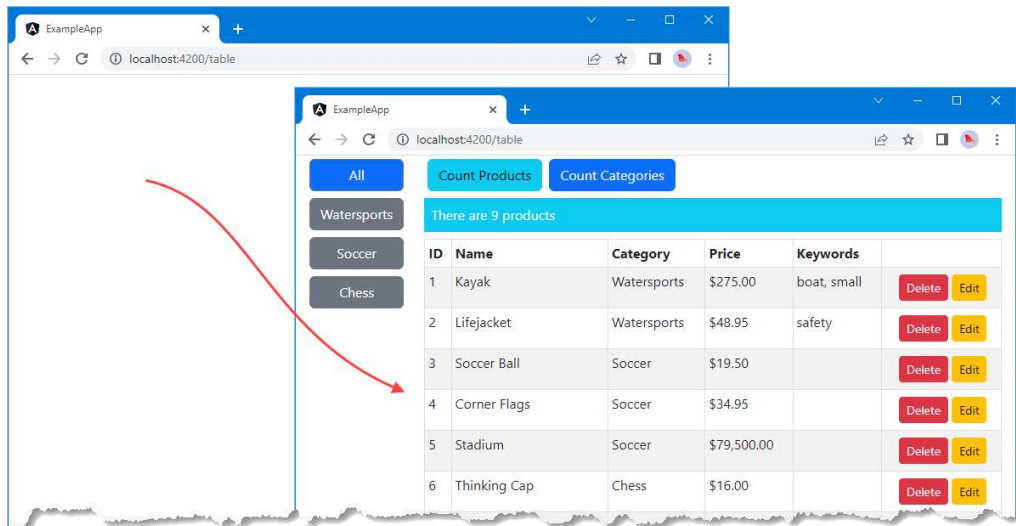 ExampleApp
localhost:4200/table
ExampleApp
localhost:4200/table
All
Count Products Count Categories
Watersports
There are 9 products
Soccer
Chess
ID Name Category Price Keywords
1 Kayak Watersports $275.00 boat, small Delete Edit
2 Lifejacket Watersports $48.95 safety Delete Edit
3 Soccer Ball Soccer $19.50 Delete Edit
4 Corner Flags Soccer $34.95 Delete Edit
5 Stadium Soccer $79,500.00 Delete Edit
6 Thinking Cap Chess $16.00 Delete Edit